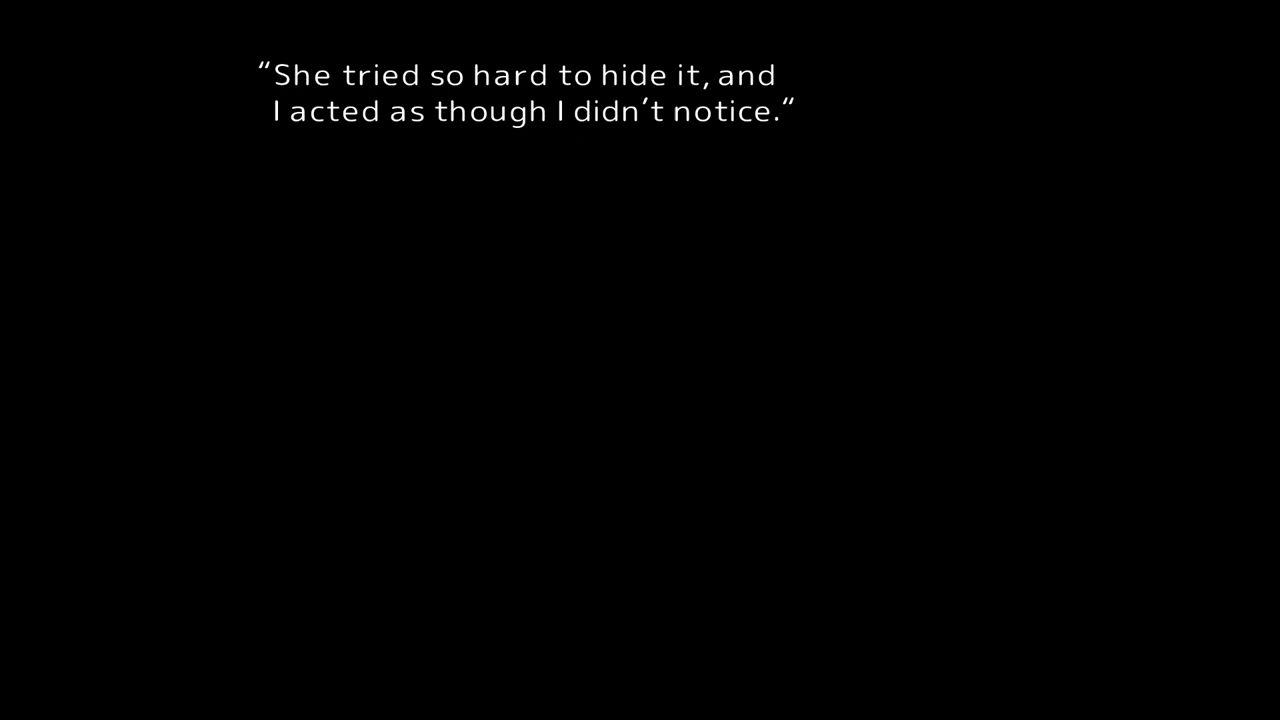 “She tried so hard to hide it, and
I acted as though I didn’t notice.“